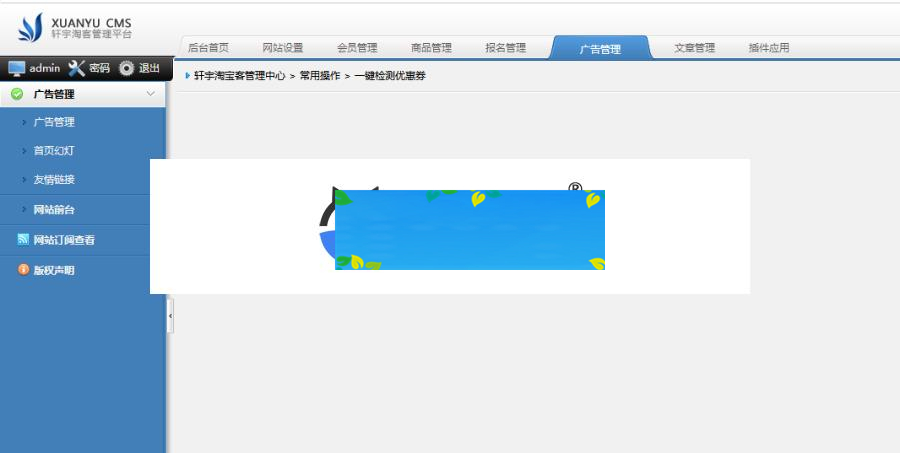 XUANYU CMS
轩宇淘客管理平台
后台首页 网站设置 会员管理 商品管理 报名管理 广告管理 文章管理 插件应用
admin 密码 退出
轩宇淘宝客管理中心 > 常用操作 > 一键检测优惠券
广告管理
广告管理
首页幻灯
友情链接
网站前台
网站订阅查看
版权声明
®